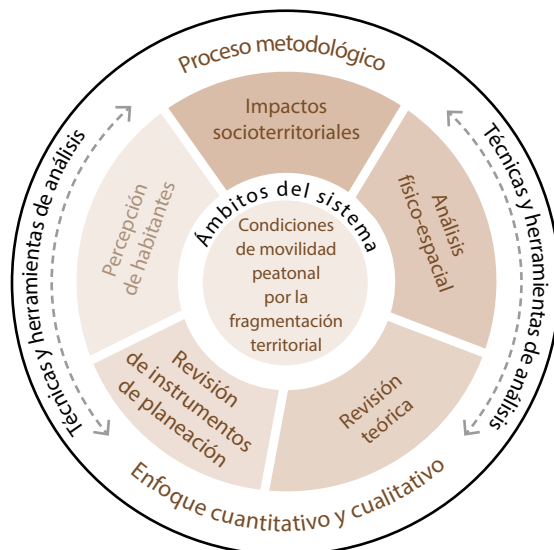 Proceso metodológico
Técnicas y herramientas de análisis
Técnicas y herramientas de análisis
Impactos
socioterritoriales
Percepción
de habitantes
Análisis
físico-espacial
Ámbitos del sistema
Condiciones
de movilidad
peatonal
por la
fragmentación
territorial
Revisión
de instrumentos
de planeación
Revisión
teórica
Enfoque cuantitativo y cualitativo